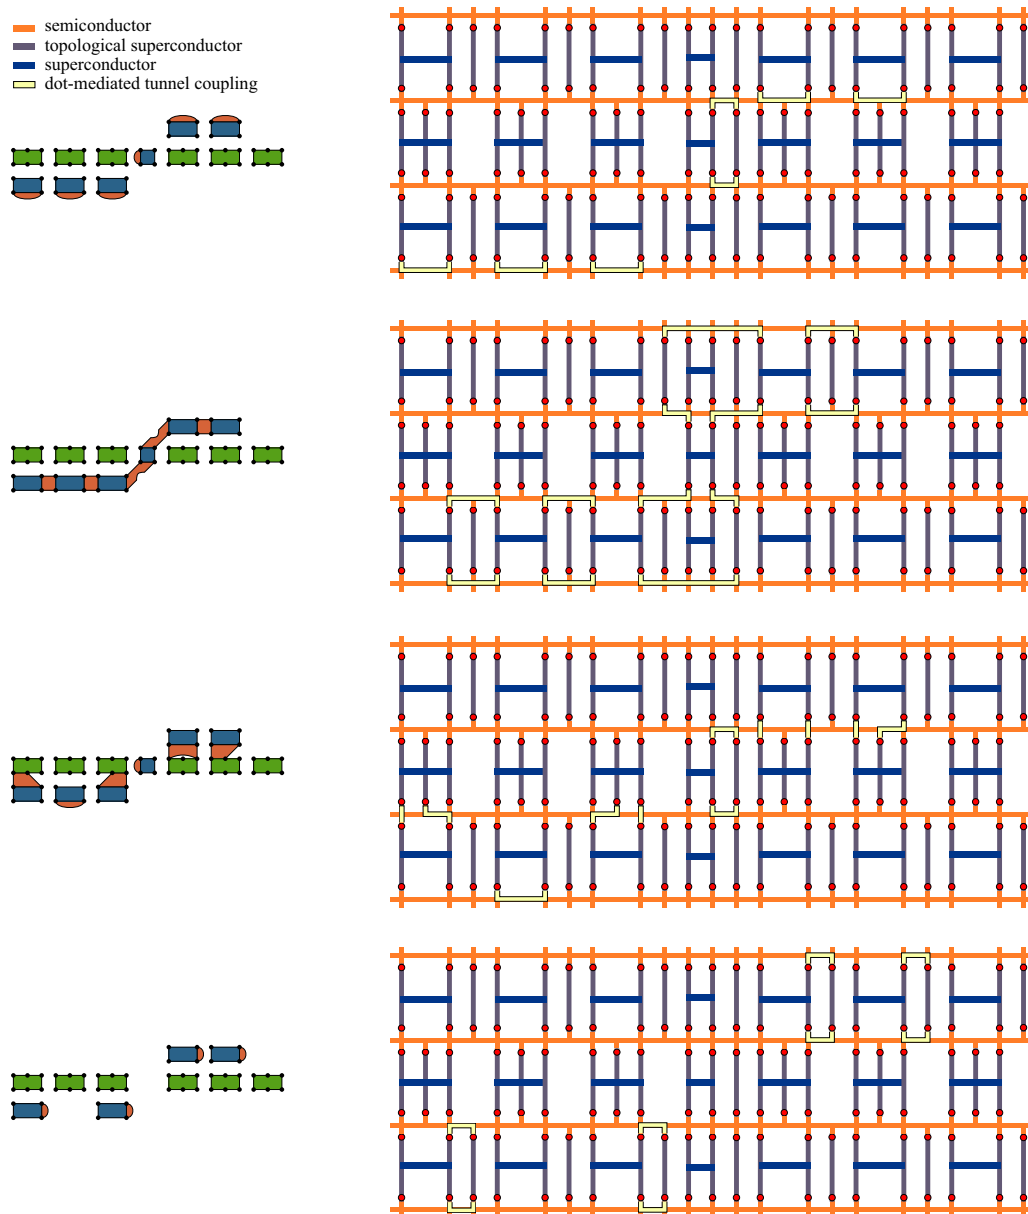 semiconductor
topological superconductor
superconductor
dot-mediated tunnel coupling